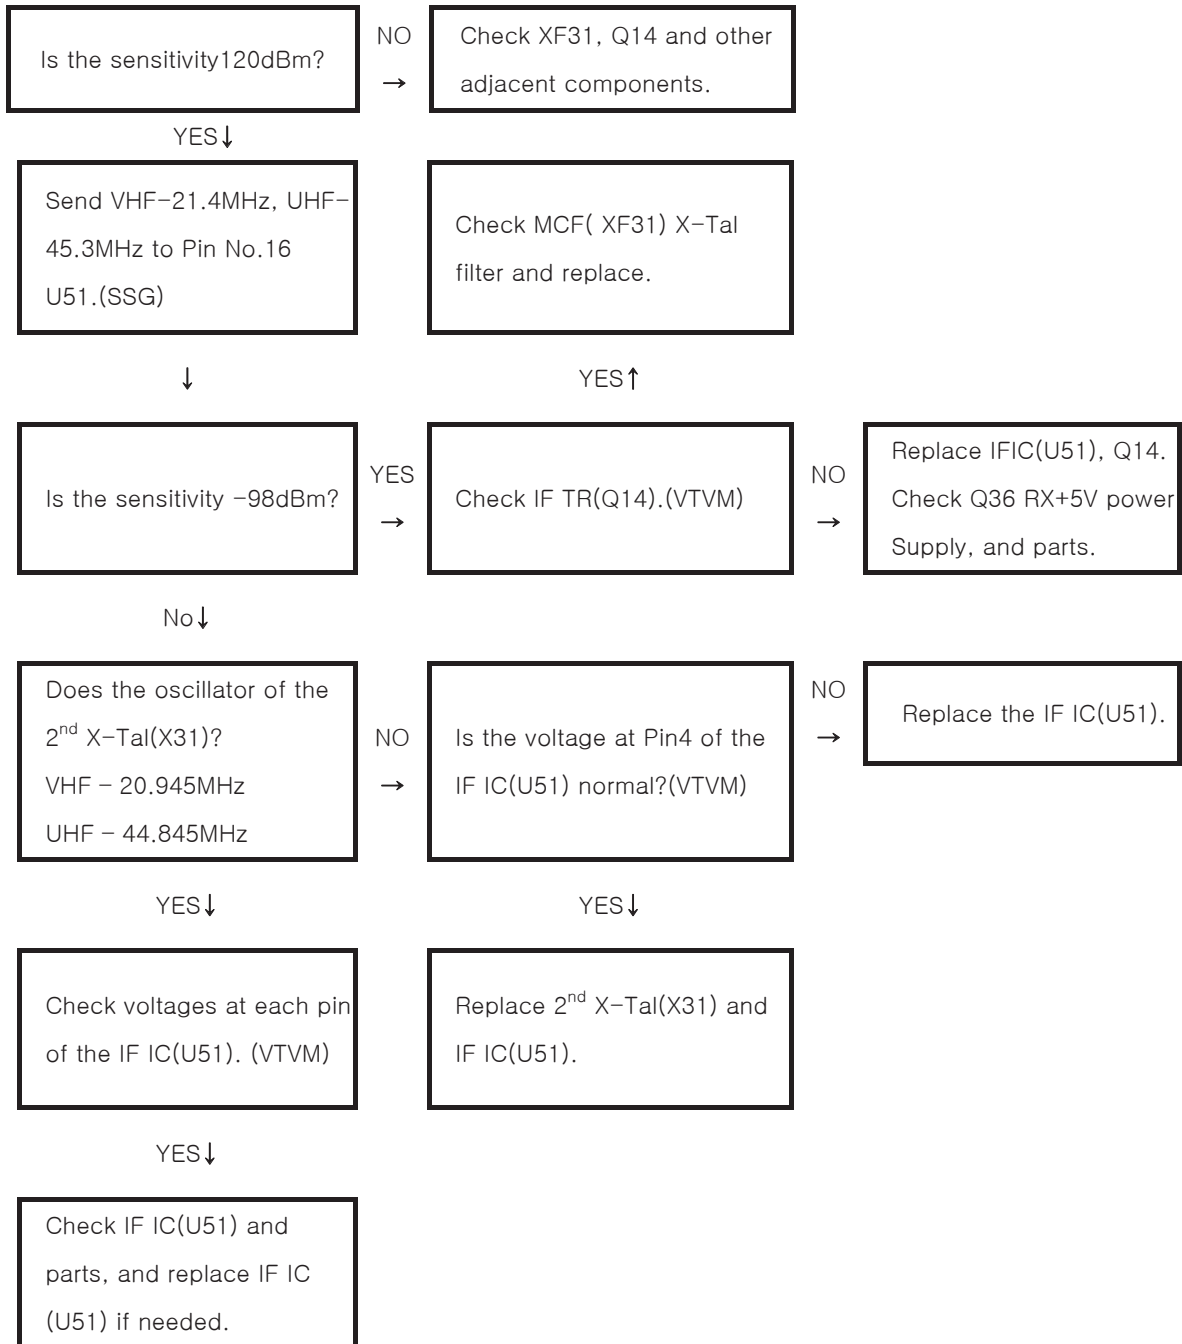 Is the sensitivity120dBm?
NO
→
Check XF31, Q14 and other
adjacent components.
YES↓
Send VHF-21.4MHz, UHF-
45.3MHz to Pin No.16
U51.(SSG)
Check MCF( XF31) X-Tal
filter and replace.
↓
YES↑
Is the sensitivity -98dBm?
YES
→
Check IF TR(Q14).(VTVM)
NO
→
Replace IFIC(U51), Q14.
Check Q36 RX+5V power
Supply, and parts.
No↓
Does the oscillator of the
2nd X-Tal(X31)?
VHF - 20.945MHz
UHF - 44.845MHz
NO
→
Is the voltage at Pin4 of the
IF IC(U51) normal?(VTVM)
NO
→
Replace the IF IC(U51).
YES↓
YES↓
Check voltages at each pin
of the IF IC(U51). (VTVM)
Replace 2nd X-Tal(X31) and
IF IC(U51).
YES↓
Check IF IC(U51) and
parts, and replace IF IC
(U51) if needed.